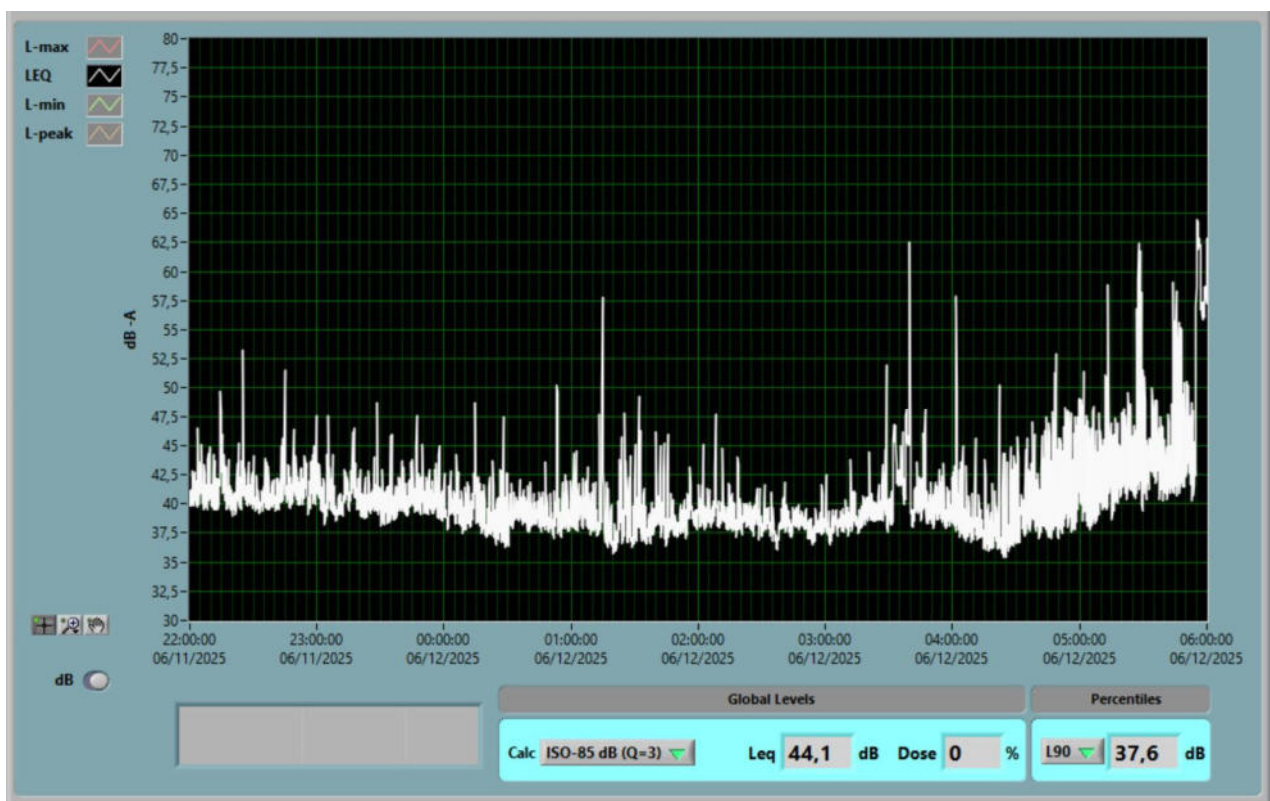 L-max
LEQ
L-min
L-peak
80
77,5
75
72,5
70
67,5
65
62,5
60
57,5
55
52,5
50
47,5
45
42,5
40
37,5
35
32,5
30
dB -A
22:00:00 23:00:00 00:00:00 01:00:00 02:00:00 03:00:00 04:00:00 05:00:00 06:00:00
06/11/2025 06/11/2025 06/12/2025 06/12/2025 06/12/2025 06/12/2025 06/12/2025 06/12/2025 06/12/2025
dB
Global Levels Percentiles
Calc ISO-85 dB (Q=3) Leq 44,1 dB Dose 0 % L90 37,6 dB